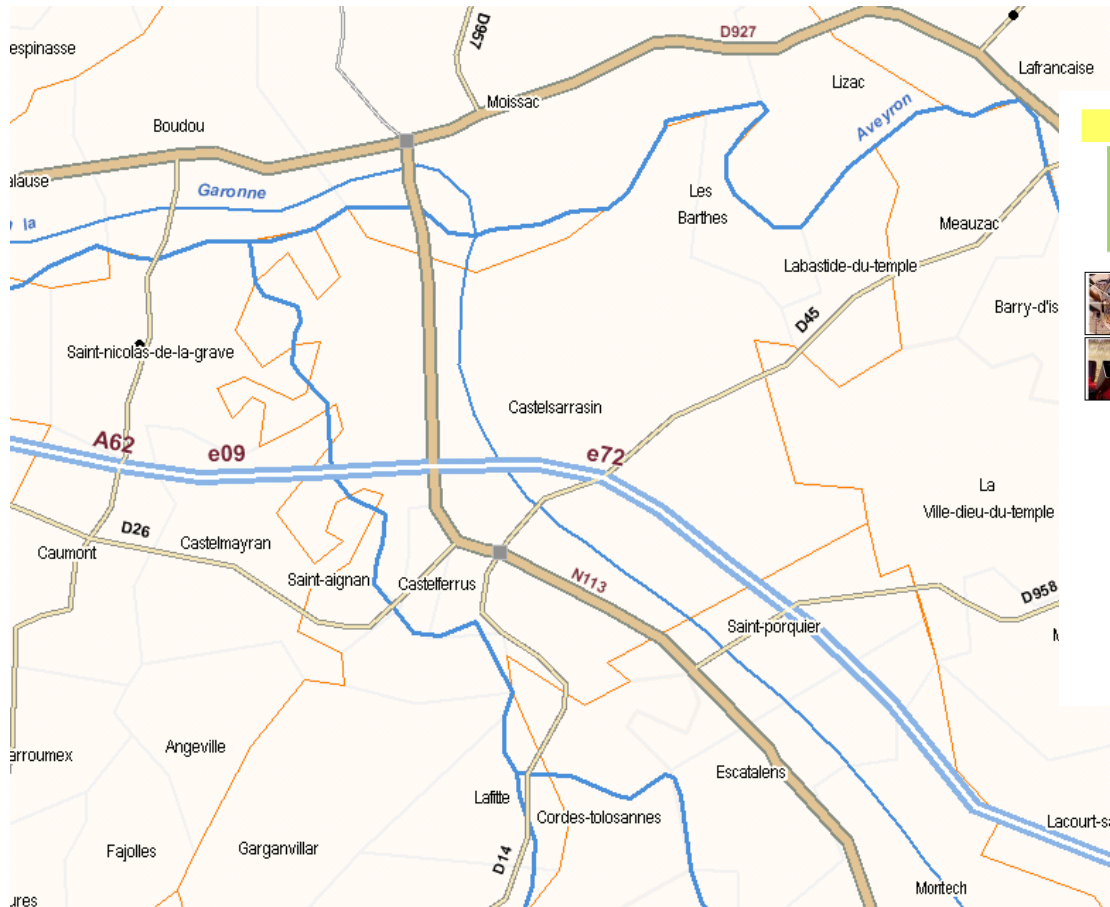 D957
D927
espinasse
Lafrancaise
Lizac
Moissac
Boudou
Aveyron
alause
Garonne
la
Les
Barthes
Meauzac
Labastide-du-temple
Barry-d'is
D45
Saint-nicolas-de-la-grave
Castelsarrasin
A62
e09
e72
La
Ville-dieu-du-temple
D26
Caumont
Castelmayran
Saint-aignan
Castelferrus
N113
D958
Saint-porquier
M
Angeville
arroumex
Escatalens
Lafitte
Cordes-tolosannes
Lacourt-sa
Fajolles
Garganvillar
D14
Montech
ures